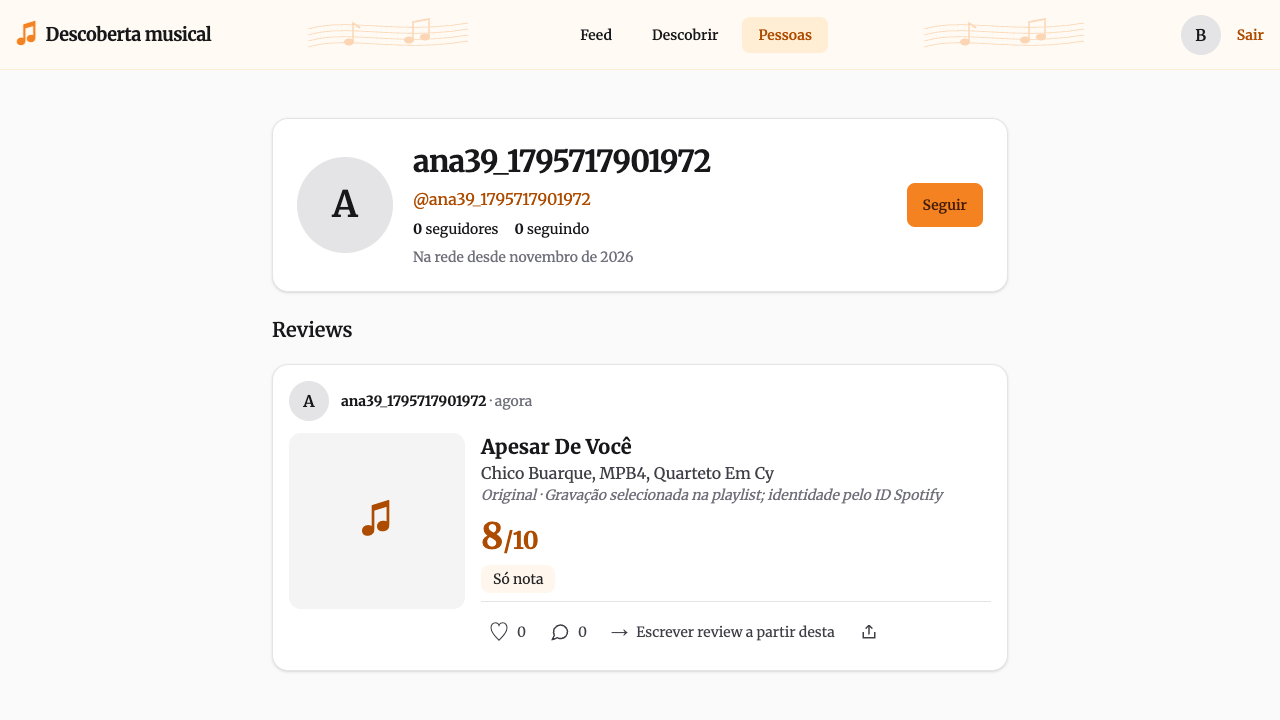 Descoberta musical
Feed
Descobrir
Pessoas
B
Sair
A
ana39_1795717901972
@ana39_1795717901972
0 seguidores 0 seguindo
Na rede desde novembro de 2026
Seguir
Reviews
A
ana39_1795717901972 · agora
Apesar De Você
Chico Buarque, MPB4, Quarteto Em Cy
Original · Gravação selecionada na playlist; identidade pelo ID Spotify
8/10
Só nota
0
0
→ Escrever review a partir desta